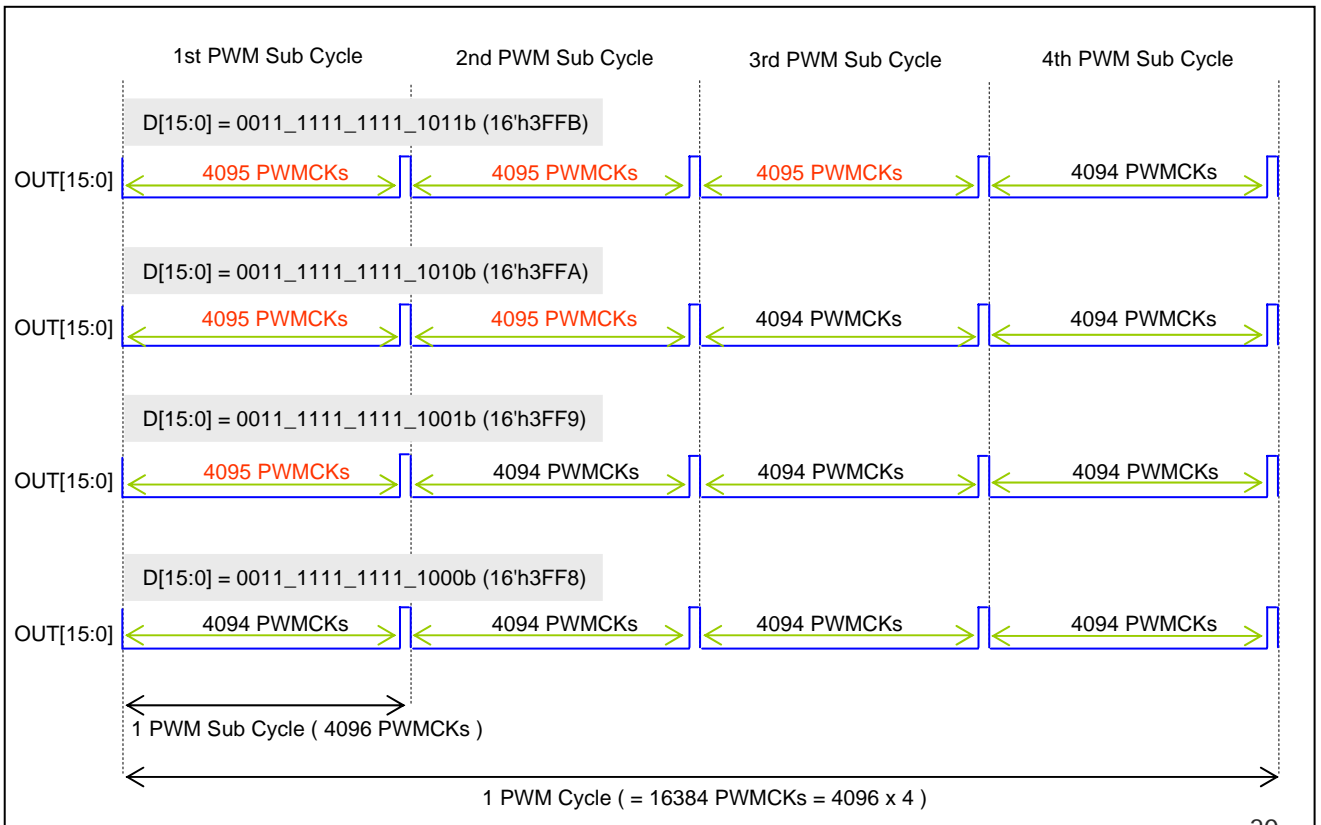 1st PWM Sub Cycle 2nd PWM Sub Cycle 3rd PWM Sub Cycle 4th PWM Sub Cycle
D[15:0] = 0011_1111_1111_1011b (16'h3FFB)
OUT[15:0] 4095 PWMCKs 4095 PWMCKs 4095 PWMCKs 4094 PWMCKs
D[15:0] = 0011_1111_1111_1010b (16'h3FFA)
OUT[15:0] 4095 PWMCKs 4095 PWMCKs 4094 PWMCKs 4094 PWMCKs
D[15:0] = 0011_1111_1111_1001b (16'h3FF9)
OUT[15:0] 4095 PWMCKs 4094 PWMCKs 4094 PWMCKs 4094 PWMCKs
D[15:0] = 0011_1111_1111_1000b (16'h3FF8)
OUT[15:0] 4094 PWMCKs 4094 PWMCKs 4094 PWMCKs 4094 PWMCKs
1 PWM Sub Cycle ( 4096 PWMCKs )
1 PWM Cycle ( = 16384 PWMCKs = 4096 x 4 )